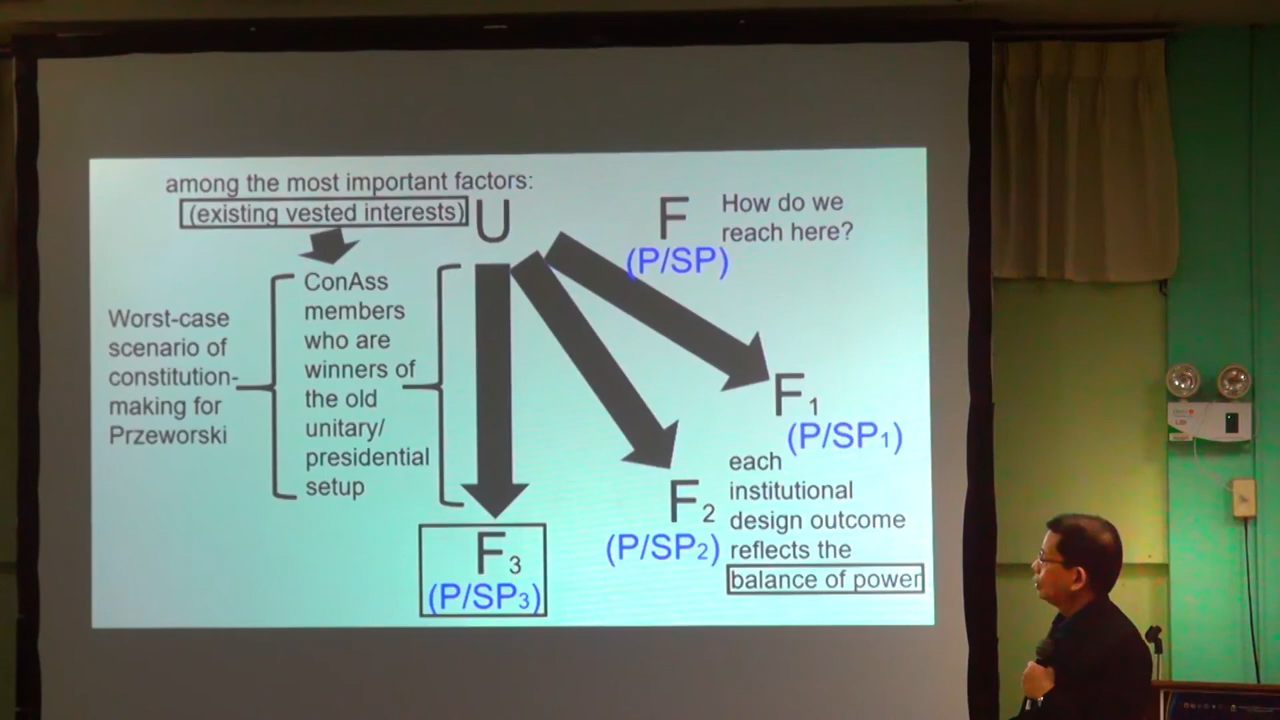 among the most important factors:
(existing vested interests)
U
F
(P/SP)
How do we
reach here?
Worst-case
scenario of
constitution-
making for
Przeworski
ConAss
members
who are
winners of
the old
unitary/
presidential
setup
F1
(P/SP1)
F2
(P/SP2)
each
institutional
design outcome
reflects the
balance of power
F3
(P/SP3)